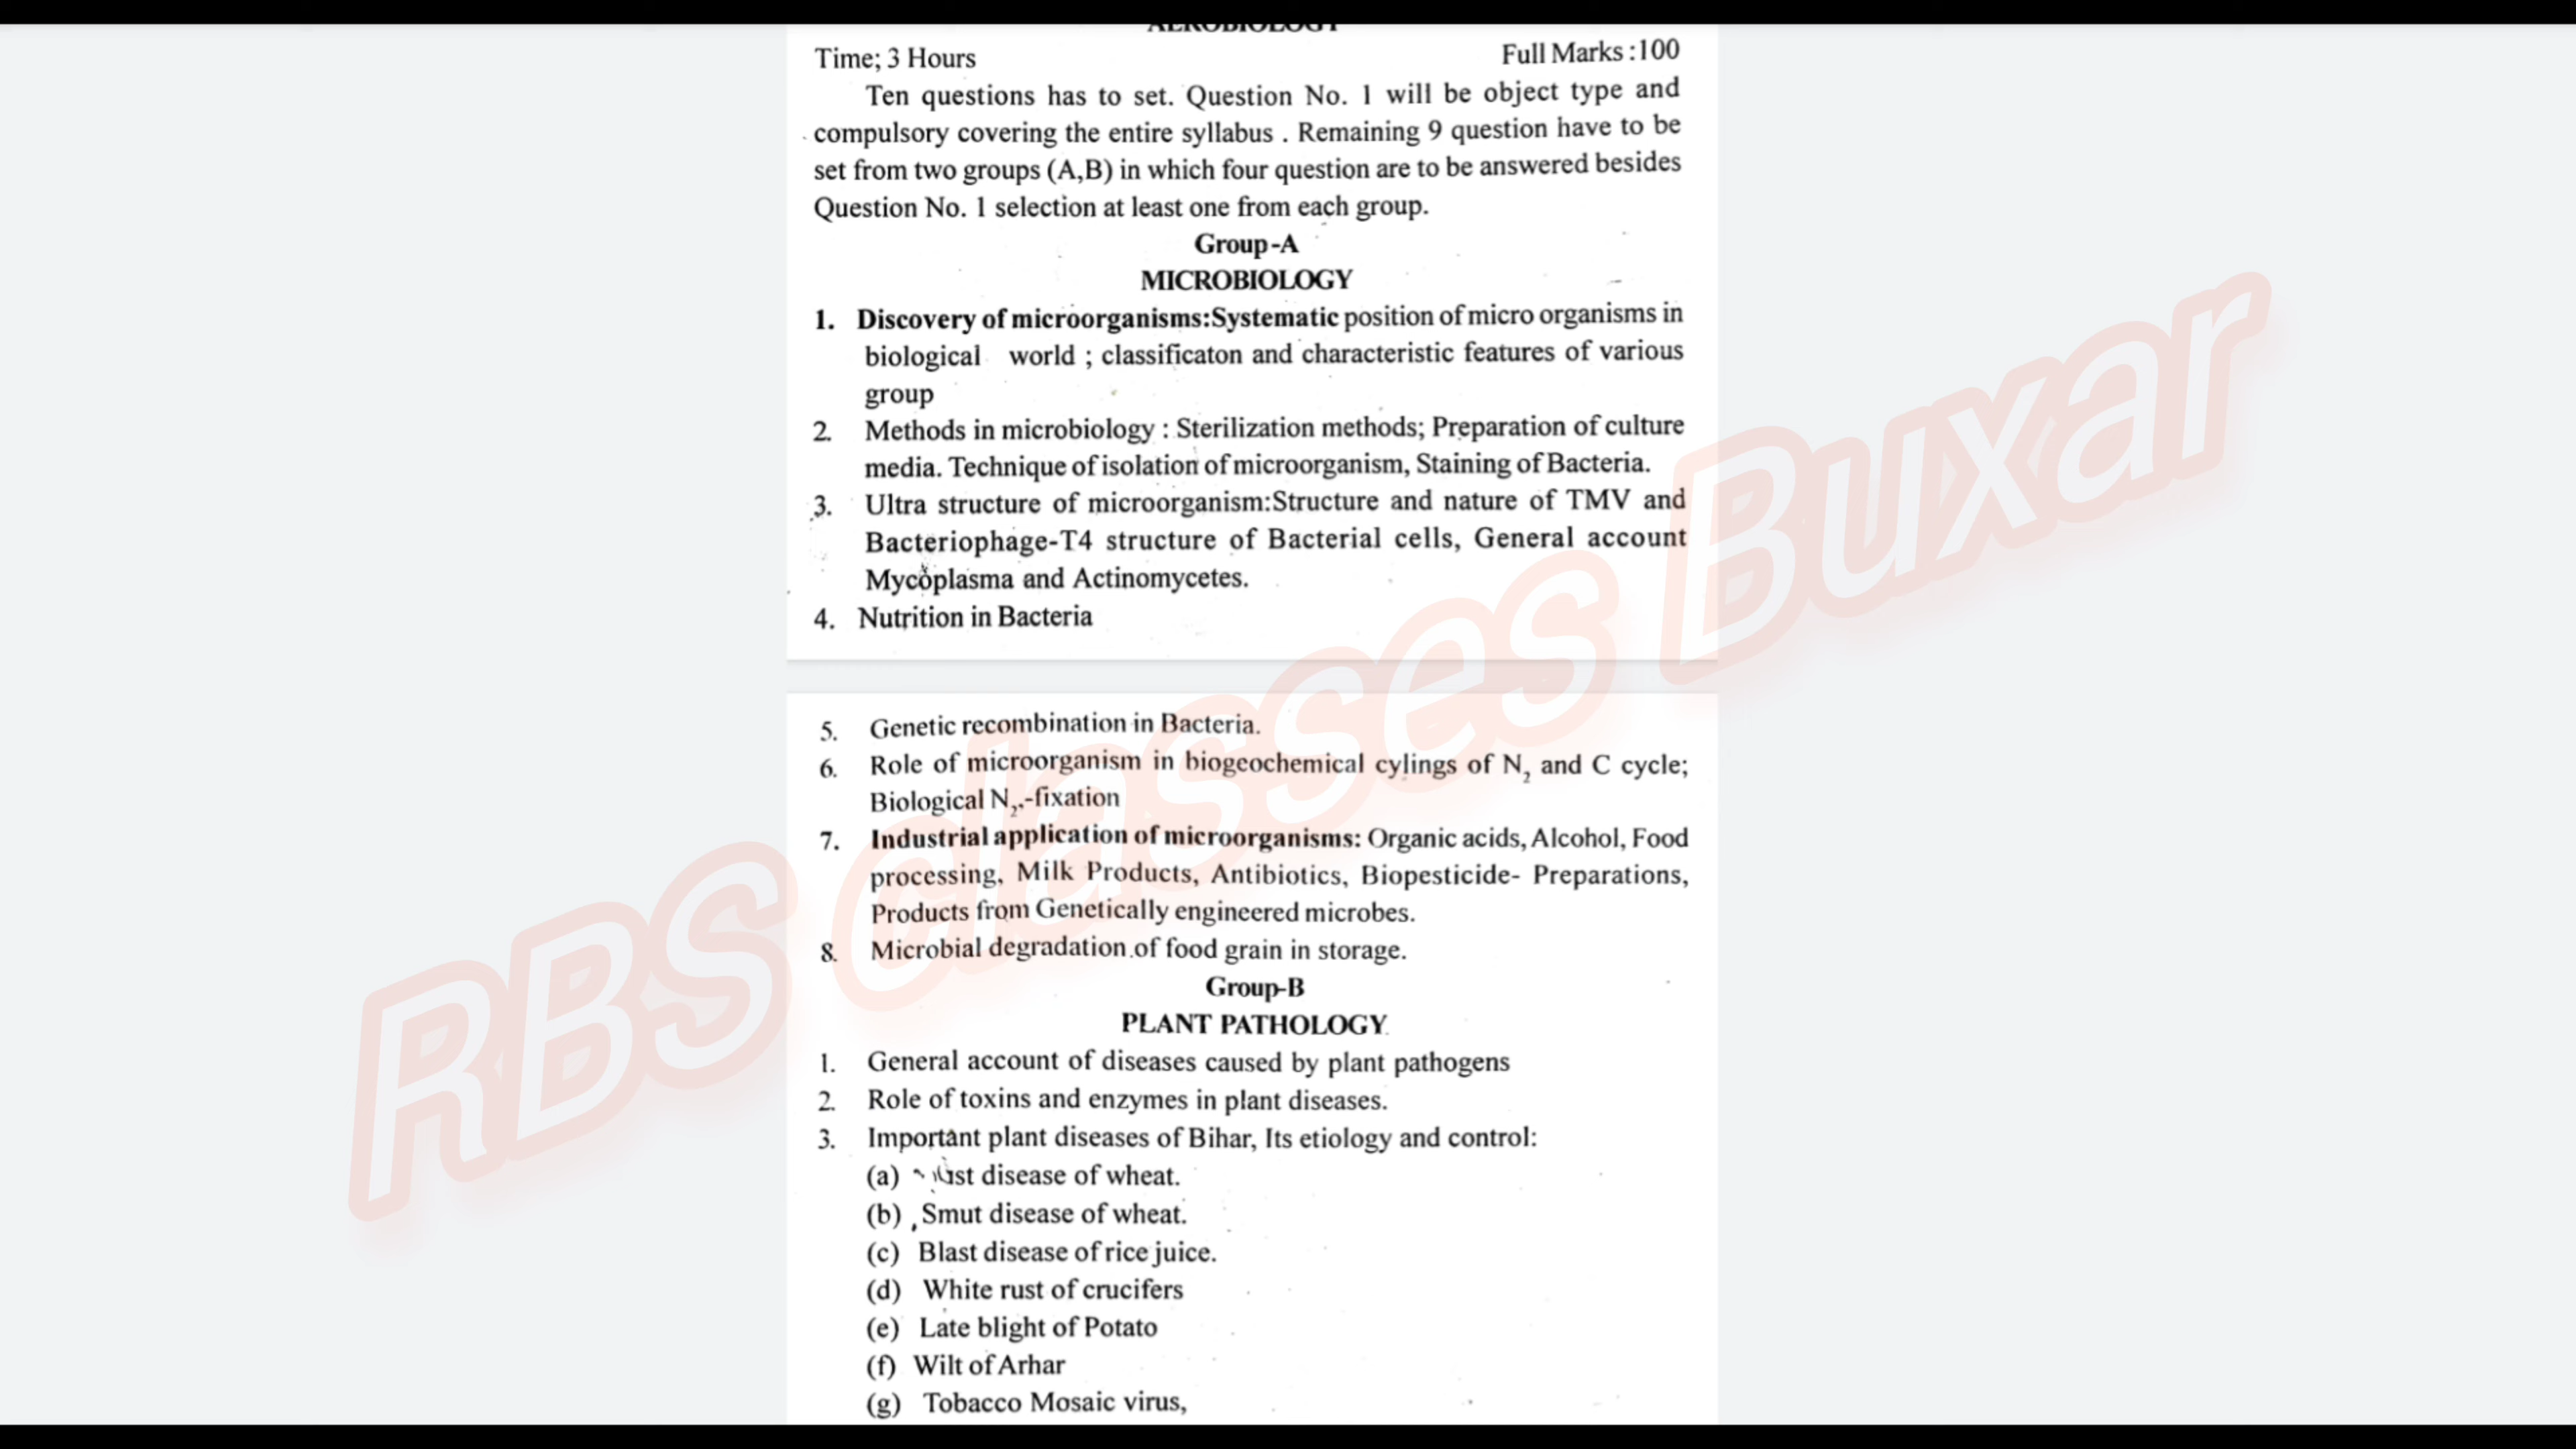 AEROBIOLOGY
Time; 3 Hours Full Marks :100
Ten questions has to set. Question No. 1 will be object type and
compulsory covering the entire syllabus . Remaining 9 question have to be
set from two groups (A,B) in which four question are to be answered besides
Question No. 1 selection at least one from each group.
Group-A
MICROBIOLOGY
1. Discovery of microorganisms:Systematic position of micro organisms in
biological world ; classificaton and characteristic features of various
group
2. Methods in microbiology : Sterilization methods; Preparation of culture
media. Technique of isolation of microorganism, Staining of Bacteria.
3. Ultra structure of microorganism:Structure and nature of TMV and
Bacteriophage-T4 structure of Bacterial cells, General account
Mycoplasma and Actinomycetes.
4. Nutrition in Bacteria
5. Genetic recombination in Bacteria.
6. Role of microorganism in biogeochemical cylings of N₂ and C cycle;
Biological N₂,-fixation
7. Industrial application of microorganisms: Organic acids, Alcohol, Food
processing, Milk Products, Antibiotics, Biopesticide- Preparations,
Products from Genetically engineered microbes.
8. Microbial degradation of food grain in storage.
Group-B
PLANT PATHOLOGY
1. General account of diseases caused by plant pathogens
2. Role of toxins and enzymes in plant diseases.
3. Important plant diseases of Bihar, Its etiology and control:
(a) disease of wheat.
(b) Smut disease of wheat.
(c) Blast disease of rice juice.
(d) White rust of crucifers
(e) Late blight of Potato
(f) Wilt of Arhar
(g) Tobacco Mosaic virus,
RBS classes Buxar